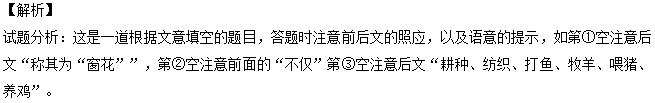 【解析】
试题分析：这是一道根据文意填空的题目，答题时注意前后文的照应，以及语意的提示，如第①空注意后
文“称其为“窗花””，第②空注意前面的“不仅”第③空注意后文“耕种、纺织、打鱼、牧羊、喂猪、
养鸡”。